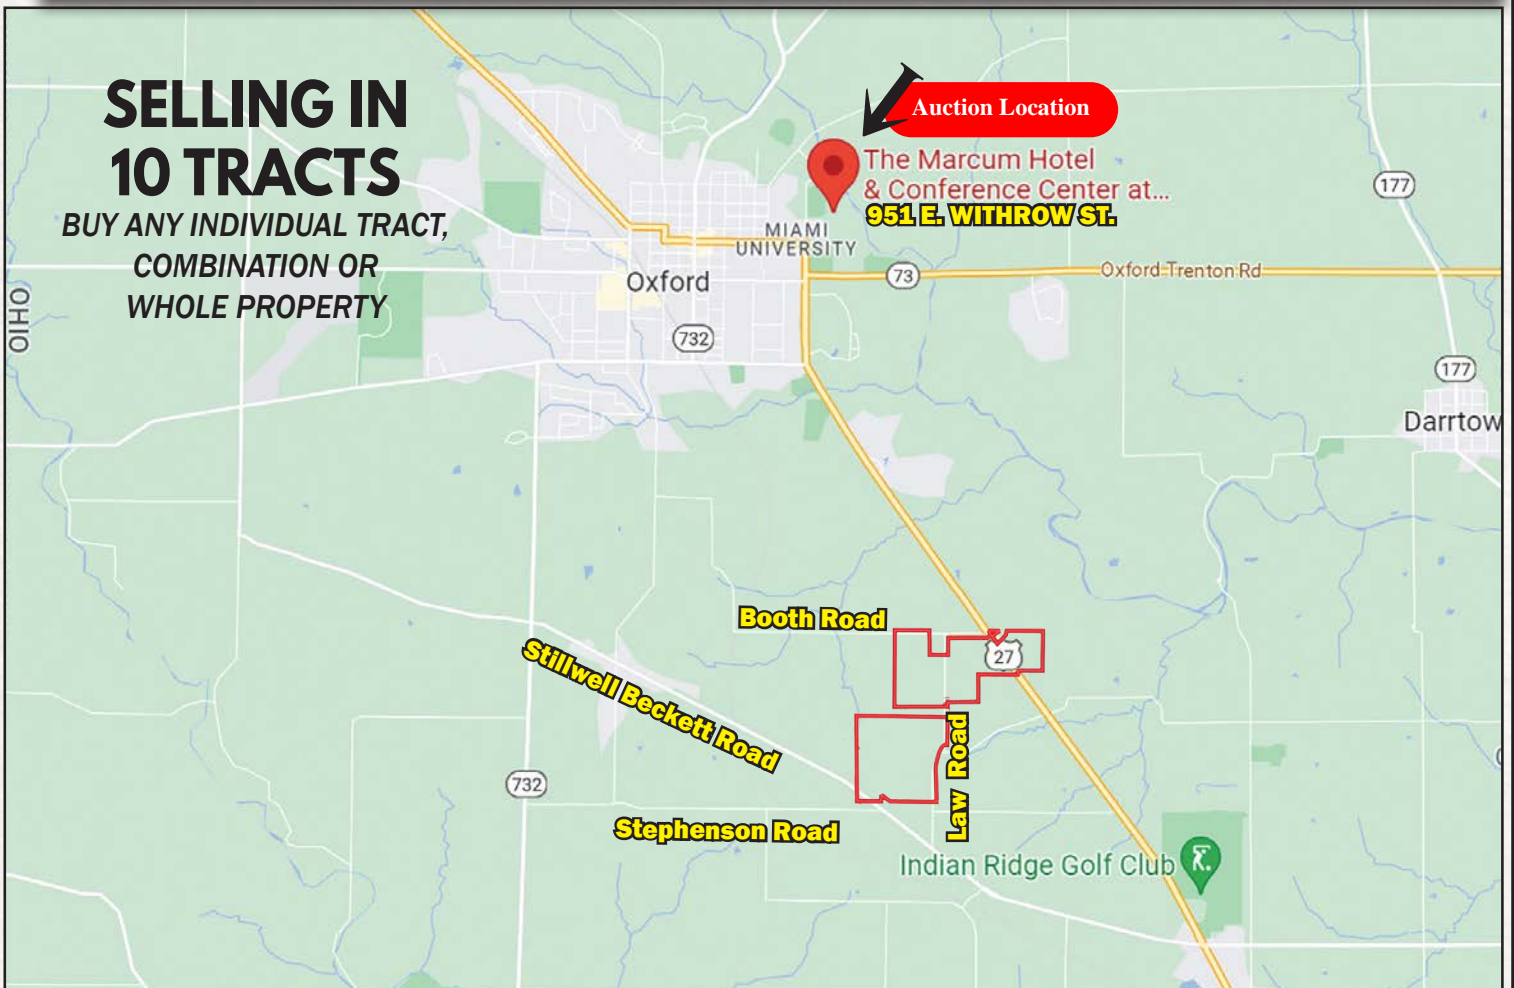 SELLING IN
10 TRACTS
BUY ANY INDIVIDUAL TRACT,
COMBINATION OR
WHOLE PROPERTY
Auction Location
The Marcum Hotel
& Conference Center at...
951 E. WITHROW ST.
177
MIAMI
UNIVERSITY
Oxford
73
Oxford Trenton Rd
OHIO
732
177
Darrtow
Booth Road
27
Stillwell Beckett Road
Law Road
732
Stephenson Road
Indian Ridge Golf Club